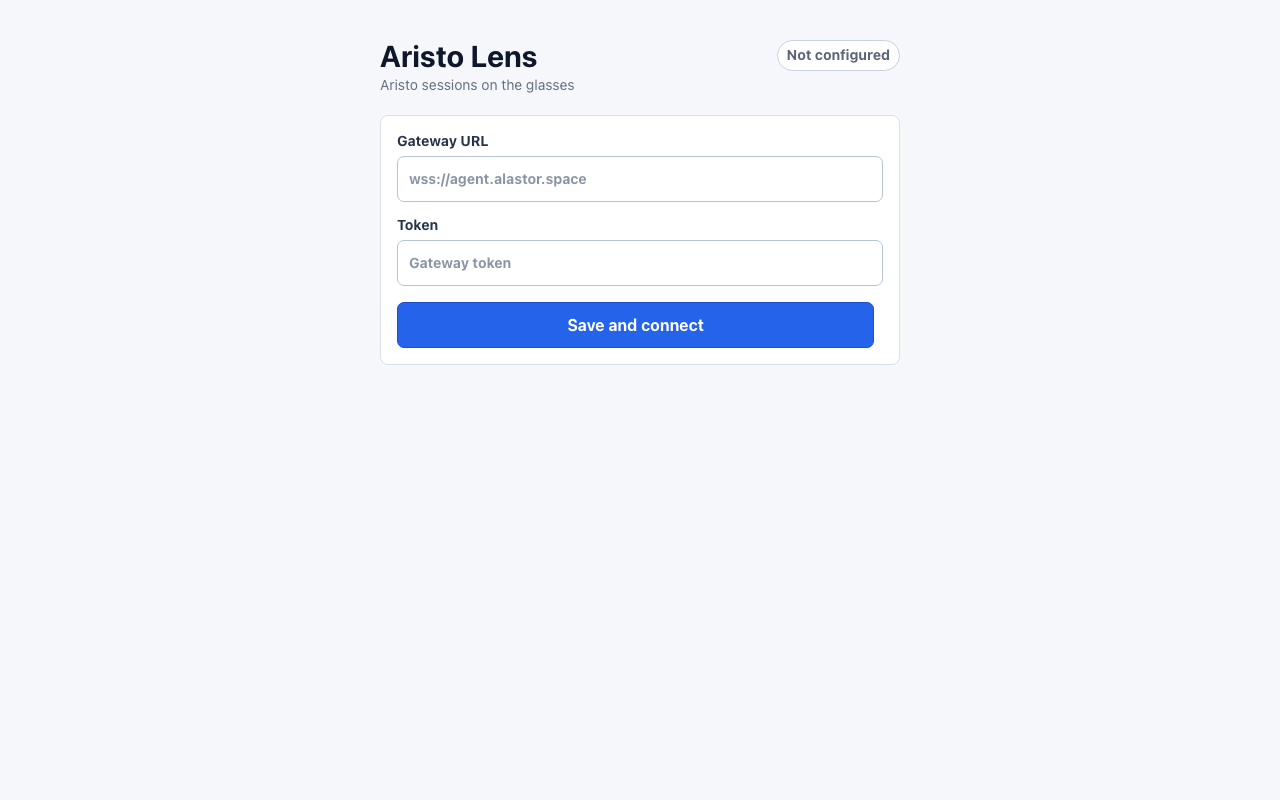 Aristo Lens
Not configured
Aristo sessions on the glasses
Gateway URL
wss://agent.alastor.space
Token
Gateway token
Save and connect